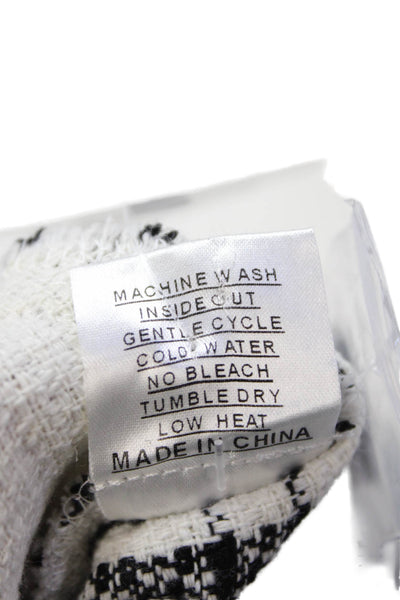 MACHINE WASH
INSIDE OUT
GENTLE CYCLE
COLD WATER
NO BLEACH
TUMBLE DRY
LOW HEAT
MADE IN CHINA